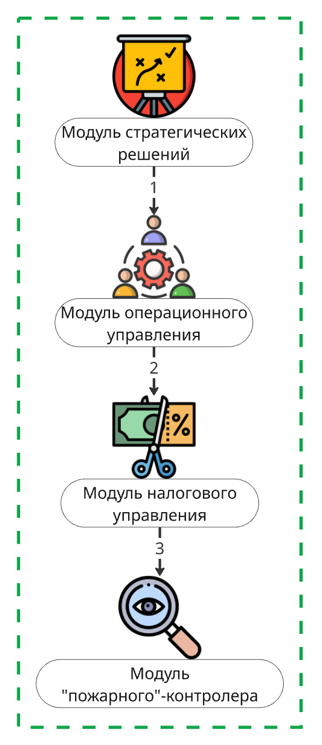 Модуль стратегических
решений
1
Модуль операционного
управления
2
%
Модуль налогового
управления
3
Модуль
"пожарного"-контролера